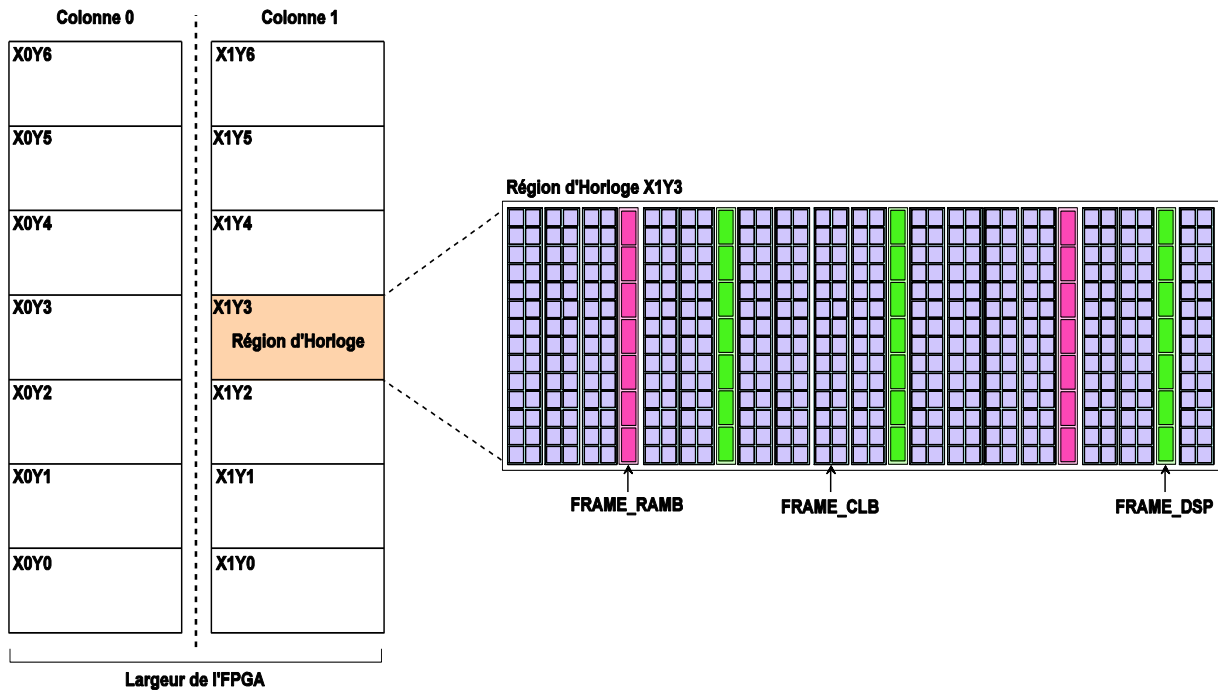 Colonne 0
Colonne 1
X0Y6
X1Y6
X0Y5
X1Y5
X0Y4
X1Y4
X0Y3
X1Y3
Région d'Horloge
X0Y2
X1Y2
X0Y1
X1Y1
X0Y0
X1Y0
Largeur de l'FPGA
Région d'Horloge X1Y3
FRAME_RAMB
FRAME_CLB
FRAME_DSP